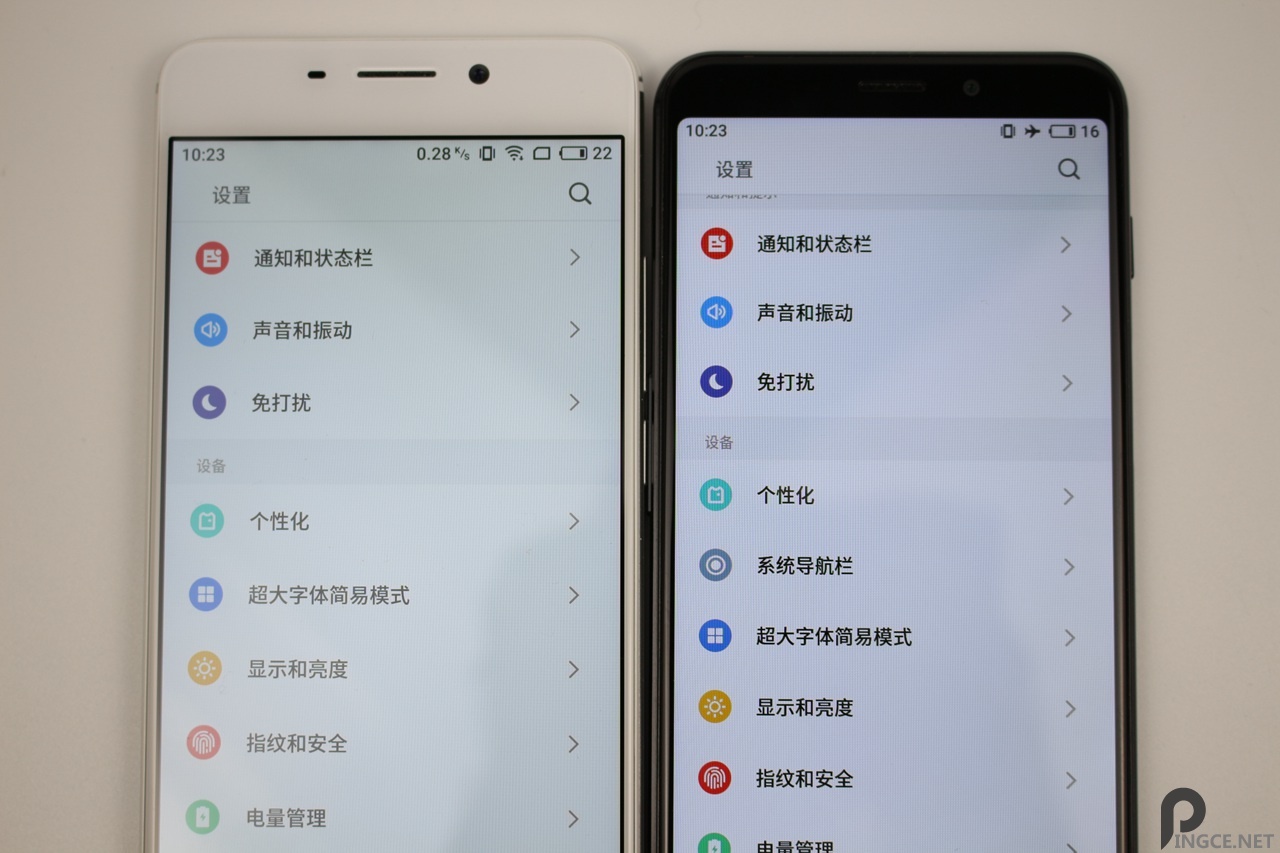 10:23 0.28 K/s 22
设置
通知和状态栏
声音和振动
免打扰
设备
个性化
超大字体简易模式
显示和亮度
指纹和安全
电量管理
10:23 16
设置
通知和提示
通知和状态栏
声音和振动
免打扰
设备
个性化
系统导航栏
超大字体简易模式
显示和亮度
指纹和安全
电量管理
PINGCE.NET